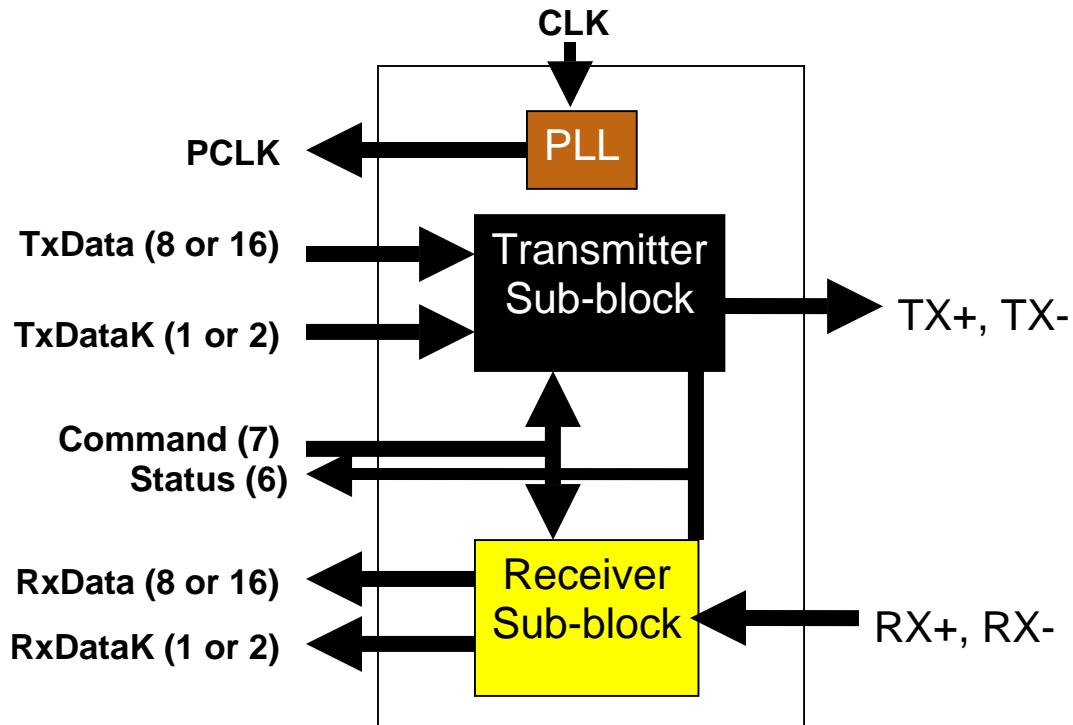 CLK
PLL
PCLK
TxData (8 or 16)
Transmitter
Sub-block
TX+, TX-
TxDataK (1 or 2)
Command (7)
Status (6)
RxData (8 or 16)
Receiver
Sub-block
RX+, RX-
RxDataK (1 or 2)